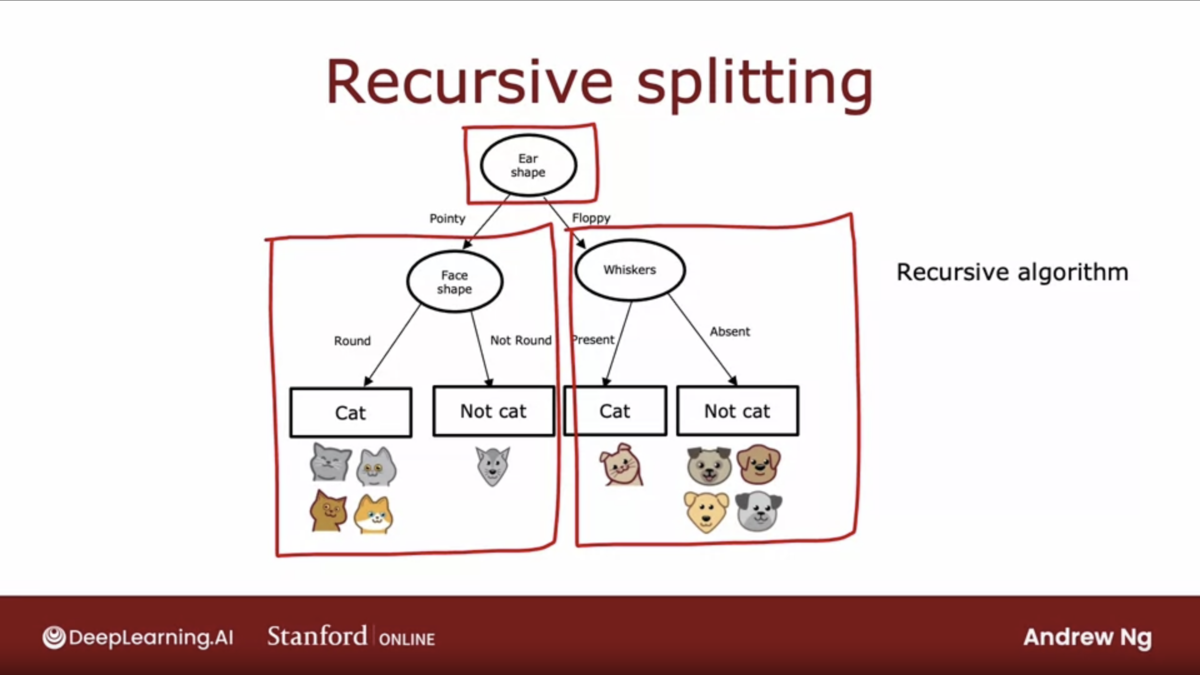 Recursive splitting
Ear
shape
Pointy
Floppy
Face
shape
Whiskers
Recursive algorithm
Round
Not Round
Present
Absent
Cat
Not cat
Cat
Not cat
DeepLearning.AI
Stanford ONLINE
Andrew Ng